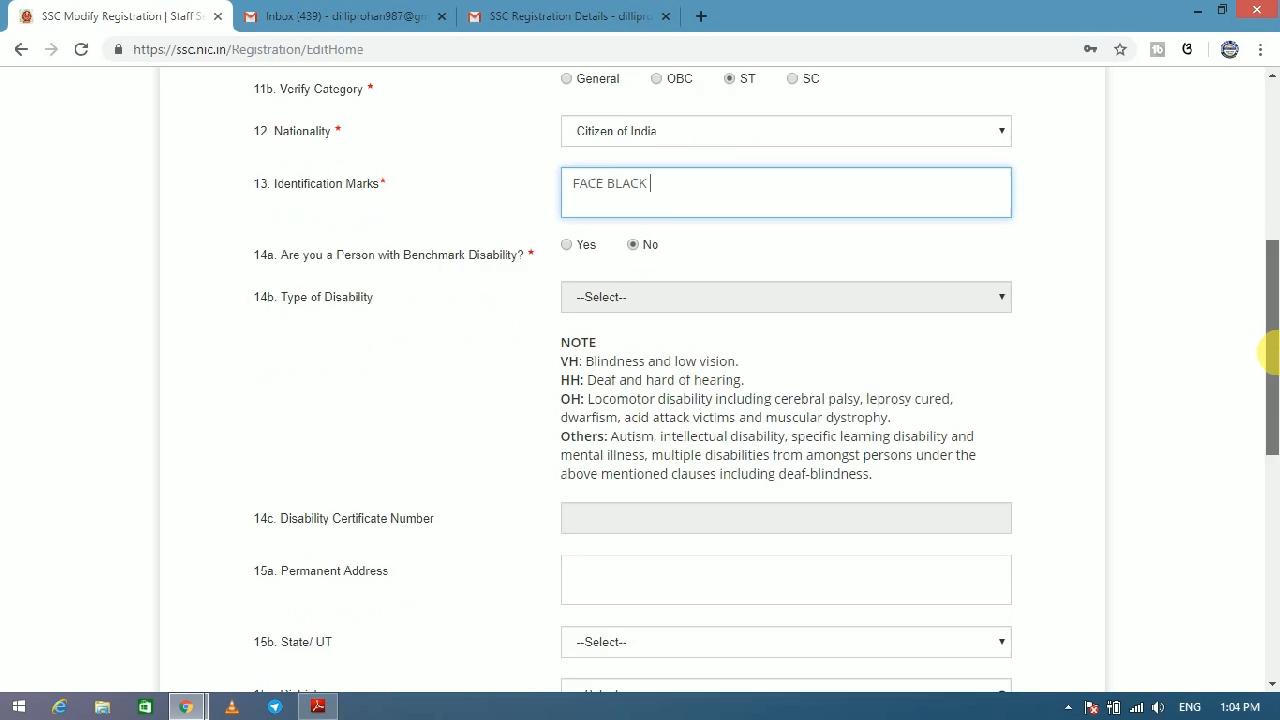 SSC Modify Registration | Staff Se
Inbox (439) - dilliprohan987@gm
SSC Registration Details - dillipro
https://ssc.nic.in/Registration/EditHome
11b. Verify Category *
General
OBC
ST
SC
12. Nationality *
Citizen of India
13. Identification Marks*
FACE BLACK
14a. Are you a Person with Benchmark Disability? *
Yes
No
14b. Type of Disability
--Select--
NOTE
VH: Blindness and low vision.
HH: Deaf and hard of hearing.
OH: Locomotor disability including cerebral palsy, leprosy cured,
dwarfism, acid attack victims and muscular dystrophy.
Others: Autism, intellectual disability, specific learning disability and
mental illness, multiple disabilities from amongst persons under the
above mentioned clauses including deaf-blindness.
14c. Disability Certificate Number
15a. Permanent Address
15b. State/ UT
--Select--
ENG
1:04 PM